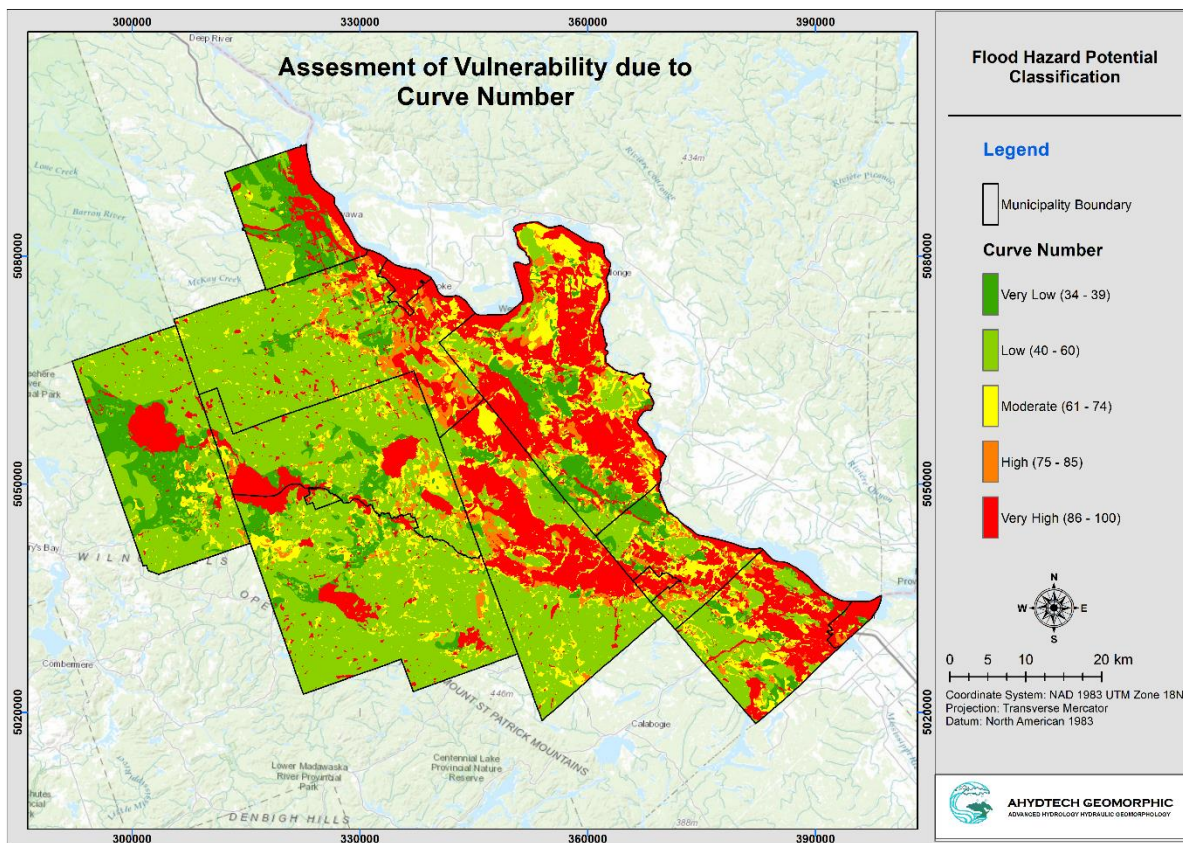 300000
330000
360000
390000
Deep River
Assesment of Vulnerability due to
Curve Number
434m
Lone Creek
Barron River
McKay Creek
5080000
5080000
5050000
5050000
WILNO
OPE
5020000
5020000
Combermere
MOUNT ST PATRICK MOUNTAINS
446m
Calabogie
Lower Madawaska
River Provincial
Park
Centennial Lake
Provincial Nature
Reserve
DENBIGH HILLS
388m
300000
330000
360000
390000
Flood Hazard Potential
Classification
Legend
Municipality Boundary
Curve Number
Very Low (34 - 39)
Low (40 - 60)
Moderate (61 - 74)
High (75 - 85)
Very High (86 - 100)
N
W E
S
0 5 10 20 km
Coordinate System: NAD 1983 UTM Zone 18N
Projection: Transverse Mercator
Datum: North American 1983
AHYDTECH GEOMORPHIC
ADVANCED HYDROLOGY HYDRAULIC GEOMORPHOLOGY